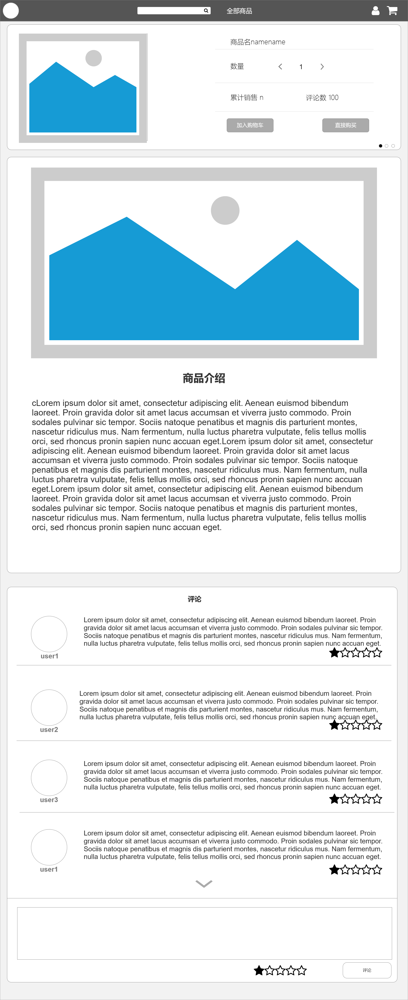 全部商品
商品名namename
数量
1
累计销售 n
评论数 100
加入购物车
直接购买
商品介绍
cLorem ipsum dolor sit amet, consectetur adipiscing elit. Aenean euismod bibendum
laoreet. Proin gravida dolor sit amet lacus accumsan et viverra justo commodo. Proin
sodales pulvinar sic tempor. Sociis natoque penatibus et magnis dis parturient montes,
nascetur ridiculus mus. Nam fermentum, nulla luctus pharetra vulputate, felis tellus mollis
orci, sed rhoncus pronin sapien nunc accuan eget.Lorem ipsum dolor sit amet, consectetur
adipiscing elit. Aenean euismod bibendum laoreet. Proin gravida dolor sit amet lacus
accumsan et viverra justo commodo. Proin sodales pulvinar sic tempor. Sociis natoque
penatibus et magnis dis parturient montes, nascetur ridiculus mus. Nam fermentum, nulla
luctus pharetra vulputate, felis tellus mollis orci, sed rhoncus pronin sapien nunc accuan
eget.Lorem ipsum dolor sit amet, consectetur adipiscing elit. Aenean euismod bibendum
laoreet. Proin gravida dolor sit amet lacus accumsan et viverra justo commodo. Proin
sodales pulvinar sic tempor. Sociis natoque penatibus et magnis dis parturient montes,
nascetur ridiculus mus. Nam fermentum, nulla luctus pharetra vulputate, felis tellus mollis
orci, sed rhoncus pronin sapien nunc accuan eget.
评论
Lorem ipsum dolor sit amet, consectetur adipiscing elit. Aenean euismod bibendum laoreet. Proin
gravida dolor sit amet lacus accumsan et viverra justo commodo. Proin sodales pulvinar sic tempor.
Sociis natoque penatibus et magnis dis parturient montes, nascetur ridiculus mus. Nam fermentum,
nulla luctus pharetra vulputate, felis tellus mollis orci, sed rhoncus pronin sapien nunc accuan eget.
user1
Lorem ipsum dolor sit amet, consectetur adipiscing elit. Aenean euismod bibendum laoreet. Proin
gravida dolor sit amet lacus accumsan et viverra justo commodo. Proin sodales pulvinar sic tempor.
Sociis natoque penatibus et magnis dis parturient montes, nascetur ridiculus mus. Nam fermentum,
nulla luctus pharetra vulputate, felis tellus mollis orci, sed rhoncus pronin sapien nunc accuan eget.
user2
Lorem ipsum dolor sit amet, consectetur adipiscing elit. Aenean euismod bibendum laoreet. Proin
gravida dolor sit amet lacus accumsan et viverra justo commodo. Proin sodales pulvinar sic tempor.
Sociis natoque penatibus et magnis dis parturient montes, nascetur ridiculus mus. Nam fermentum,
nulla luctus pharetra vulputate, felis tellus mollis orci, sed rhoncus pronin sapien nunc accuan eget.
user3
Lorem ipsum dolor sit amet, consectetur adipiscing elit. Aenean euismod bibendum laoreet. Proin
gravida dolor sit amet lacus accumsan et viverra justo commodo. Proin sodales pulvinar sic tempor.
Sociis natoque penatibus et magnis dis parturient montes, nascetur ridiculus mus. Nam fermentum,
nulla luctus pharetra vulputate, felis tellus mollis orci, sed rhoncus pronin sapien nunc accuan eget.
user1
评论